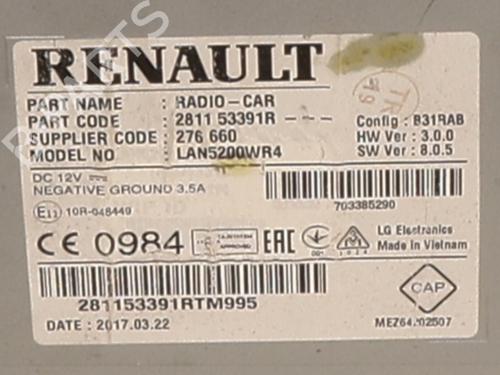 RENAULT
PART NAME : RADIO-CAR
PART CODE : 2811 53391R ---
SUPPLIER CODE : 276 660
MODEL NO : LAN5200WR4
Config : B31RAB
HW Ver : 3.0.0
SW Ver : 8.0.5
DC 12V
NEGATIVE GROUND 3.5A
703385290
10R-048449
CE 0984
EAC
LG Electronics
Made in Vietnam
281153391RTM995
CAP
DATE : 2017.03.22